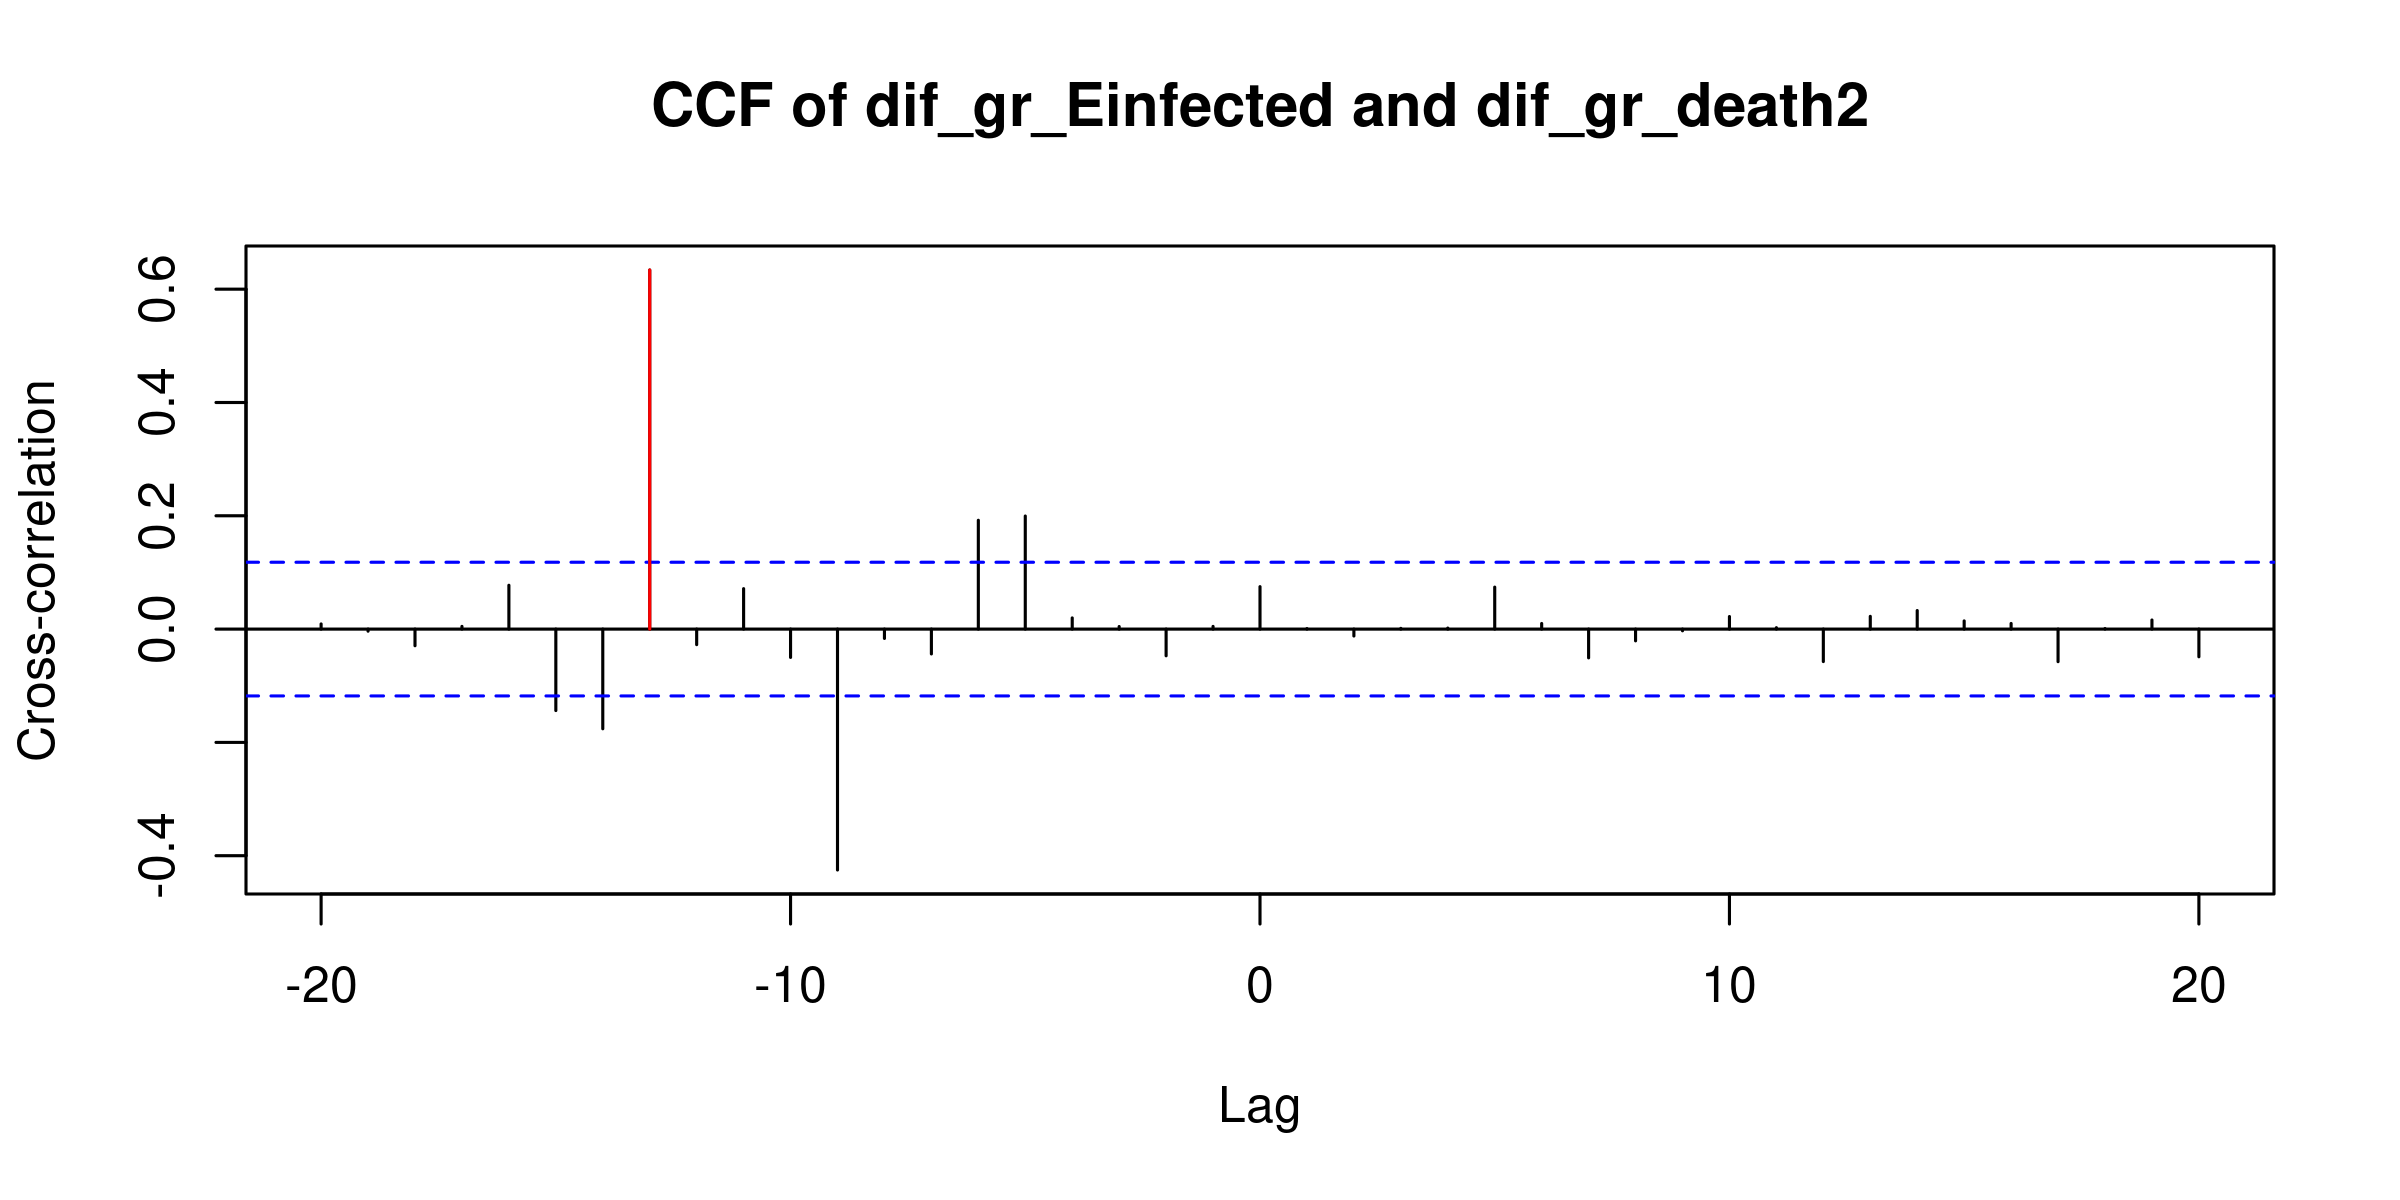 CCF of dif_gr_Einfected and dif_gr_death2
Cross-correlation
0.6
0.4
0.2
0.0
-0.4
-20 -10 0 10 20
Lag